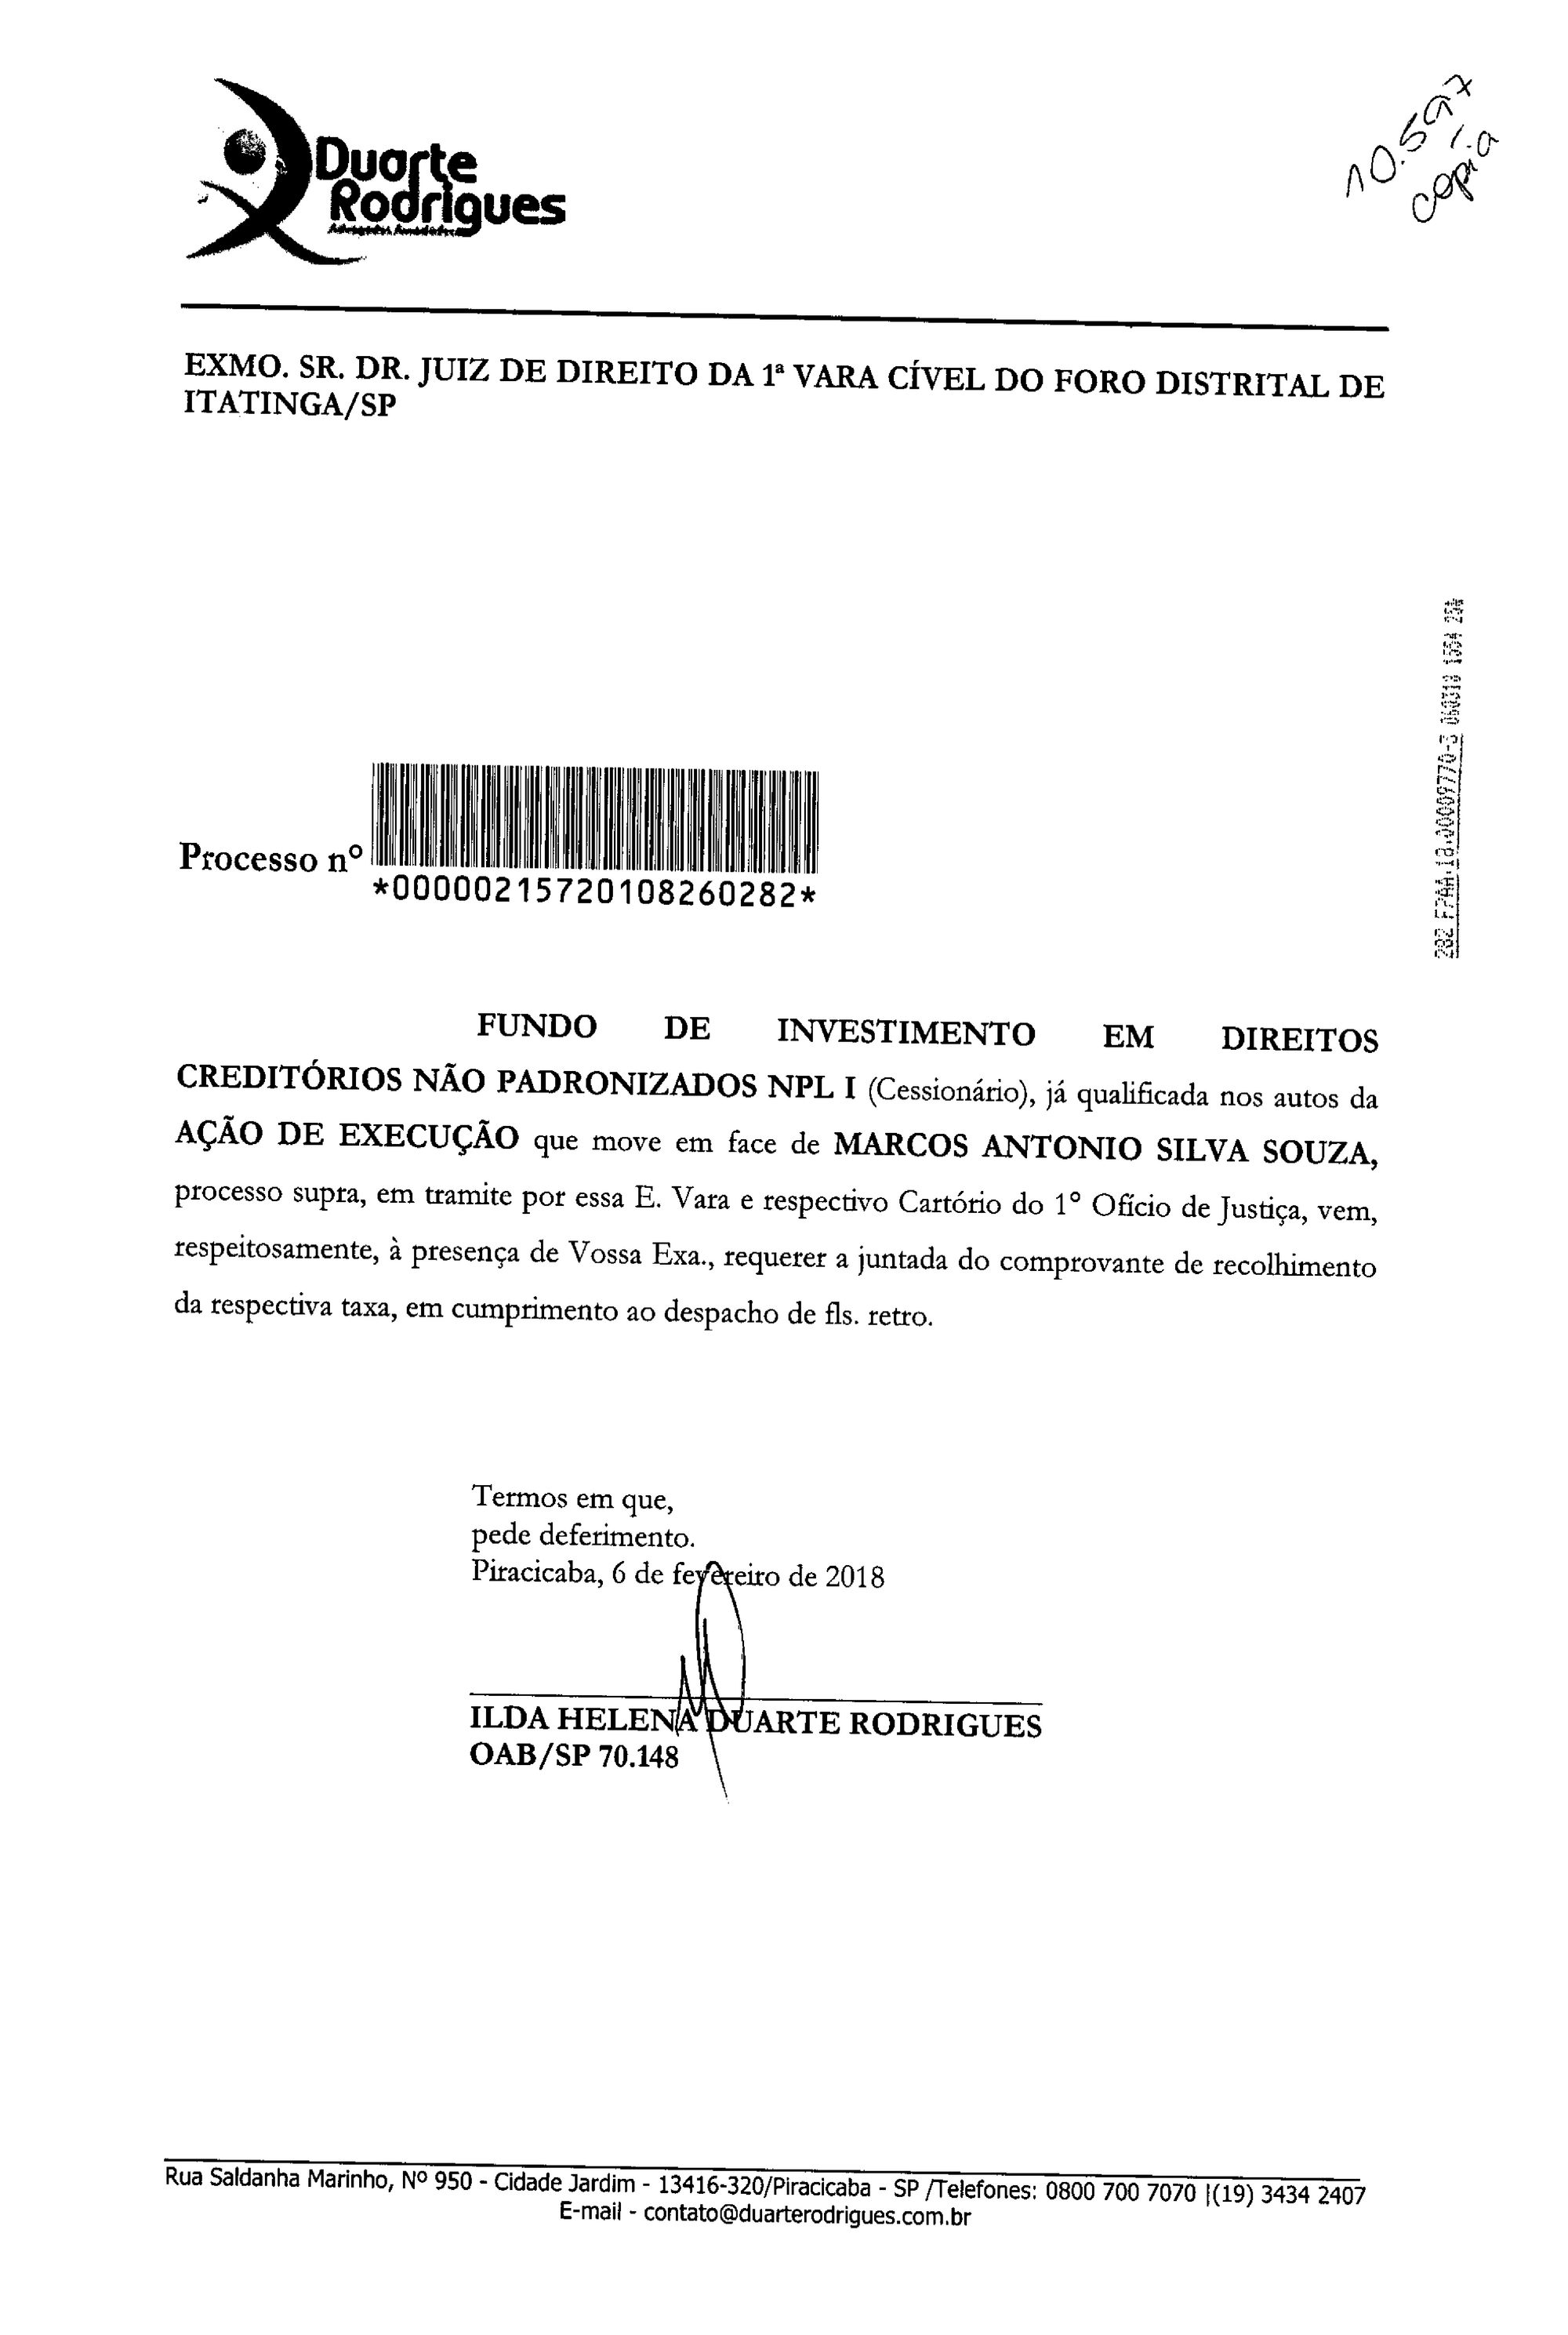 Duarte
Rodrigues
10.597
copia
EXMO. SR. DR. JUIZ DE DIREITO DA 1ª VARA CÍVEL DO FORO DISTRITAL DE
ITATINGA/SP
Processo nº
*00000215720108260282*
FUNDO DE INVESTIMENTO EM DIREITOS
CREDITÓRIOS NÃO PADRONIZADOS NPL I (Cessionário), já qualificada nos autos da
AÇÃO DE EXECUÇÃO que move em face de MARCOS ANTONIO SILVA SOUZA,
processo supra, em tramite por essa E. Vara e respectivo Cartório do 1º Ofício de Justiça, vem,
respeitosamente, à presença de Vossa Exa., requerer a juntada do comprovante de recolhimento
da respectiva taxa, em cumprimento ao despacho de fls. retro.
Termos em que,
pede deferimento.
Piracicaba, 6 de fevereiro de 2018
ILDA HELENA DUARTE RODRIGUES
OAB/SP 70.148
Rua Saldanha Marinho, Nº 950 - Cidade Jardim - 13416-320/Piracicaba - SP /Telefones: 0800 700 7070 |(19) 3434 2407
E-mail - contato@duarterodrigues.com.br